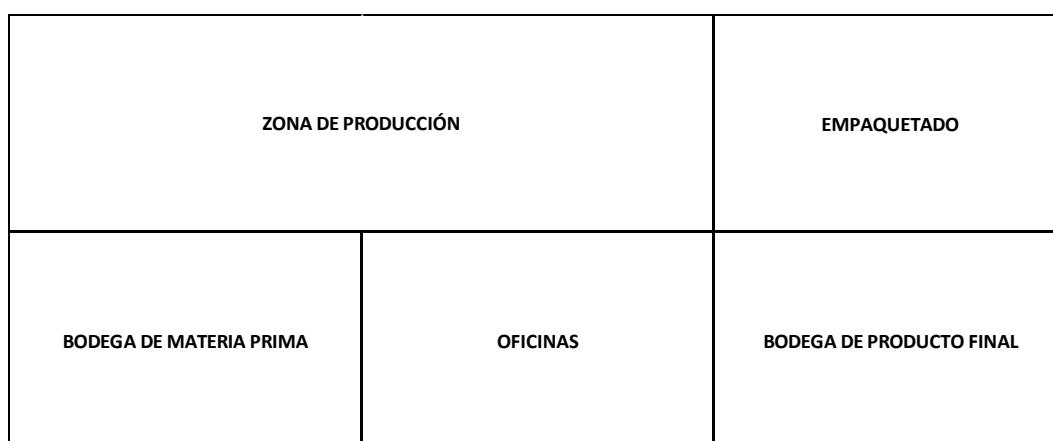 ZONA DE PRODUCCIÓN
EMPAQUETADO
BODEGA DE MATERIA PRIMA
OFICINAS
BODEGA DE PRODUCTO FINAL